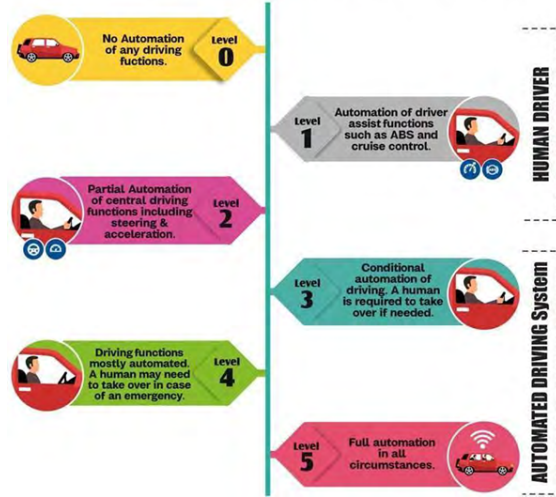 No Automation
of any driving
fuctions.
Level
0
Level
1
Automation of driver
assist functions
such as ABS and
cruise control.
Partial Automation
of central driving
functions including
steering &
acceleration.
Level
2
Level
3
Conditional
automation of
driving. A human
is required to take
over if needed.
Driving functions
mostly automated.
A human may need
to take over in case
of an emergency.
Level
4
Level
5
Full automation
in all
circumstances.
HUMAN DRIVER
AUTOMATED DRIVING System